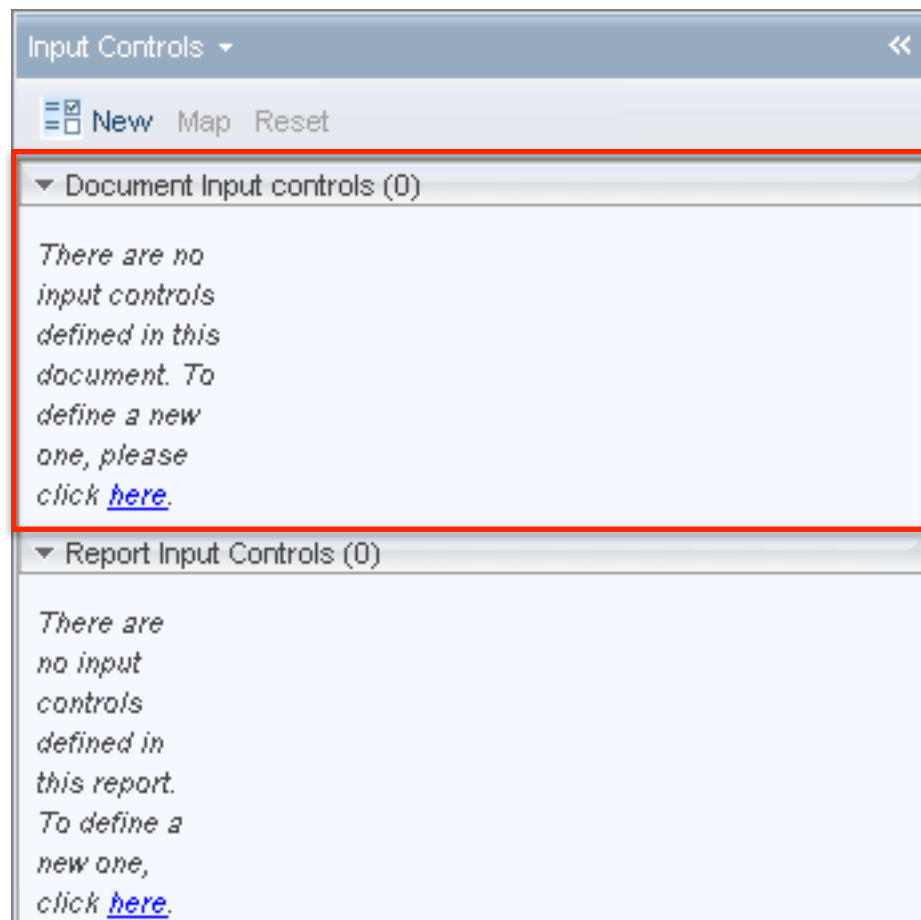 Input Controls
New Map Reset
Document Input controls (0)
There are no
input controls
defined in this
document. To
define a new
one, please
click here.
Report Input Controls (0)
There are
no input
controls
defined in
this report.
To define a
new one,
click here.